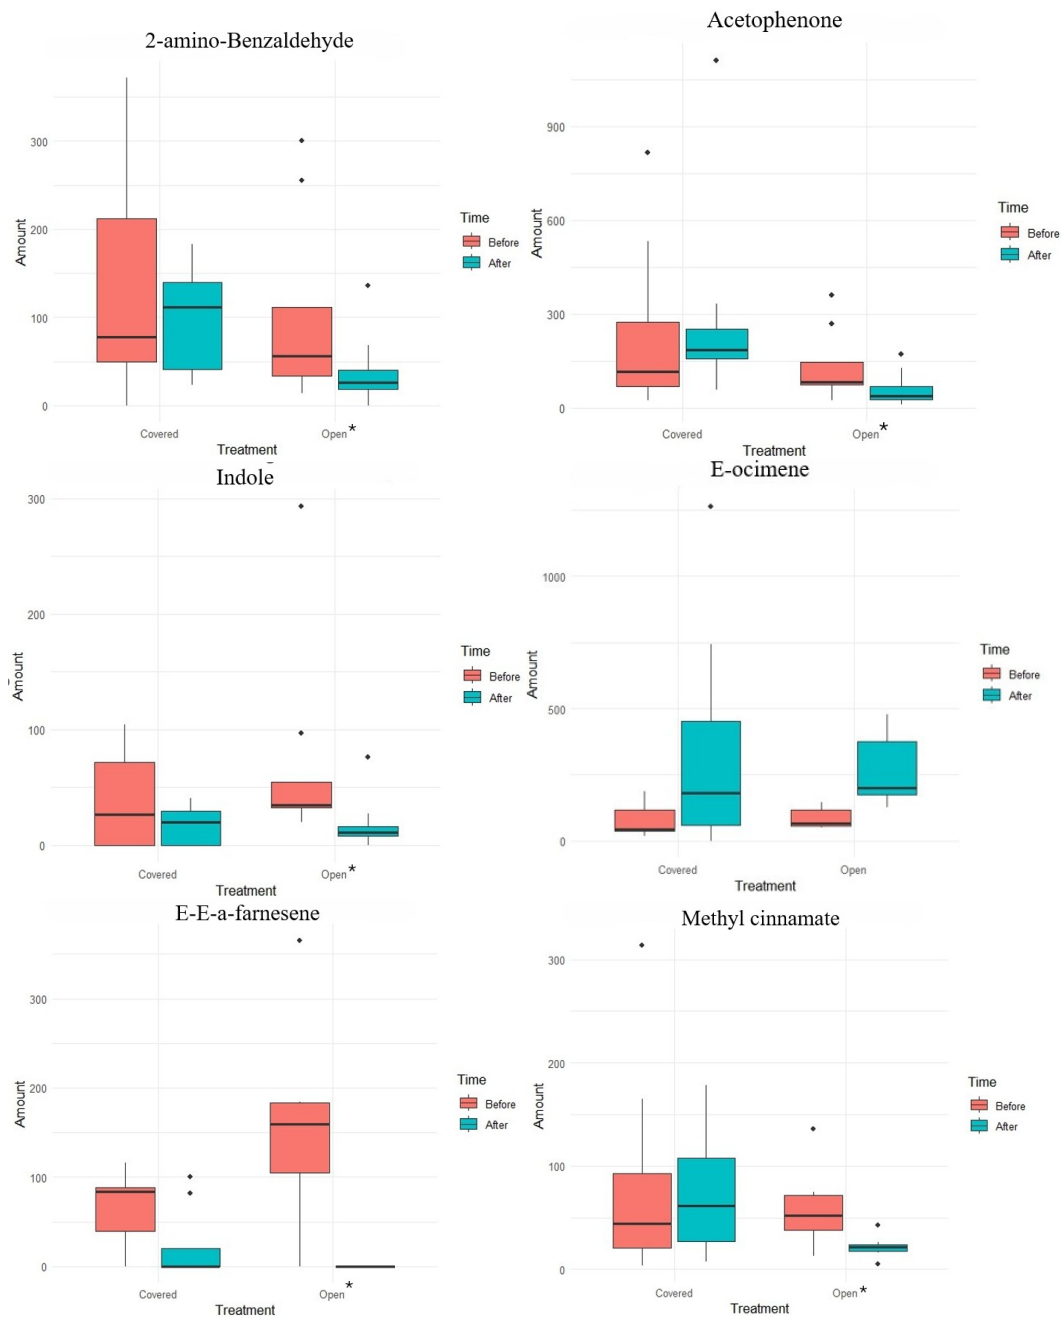 2-amino-Benzaldehyde
300
200
100
0
Amount
Covered
Open*
Treatment
Time
Before
After
Acetophenone
900
600
300
0
Amount
Covered
Open*
Treatment
Time
Before
After
Indole
300
200
100
0
Amount
Covered
Open*
Treatment
Time
Before
After
E-ocimene
1000
500
0
Amount
Covered
Open
Treatment
Time
Before
After
E-E-a-farnesene
300
200
100
0
Amount
Covered
Open*
Treatment
Time
Before
After
Methyl cinnamate
300
200
100
0
Amount
Covered
Open*
Treatment
Time
Before
After